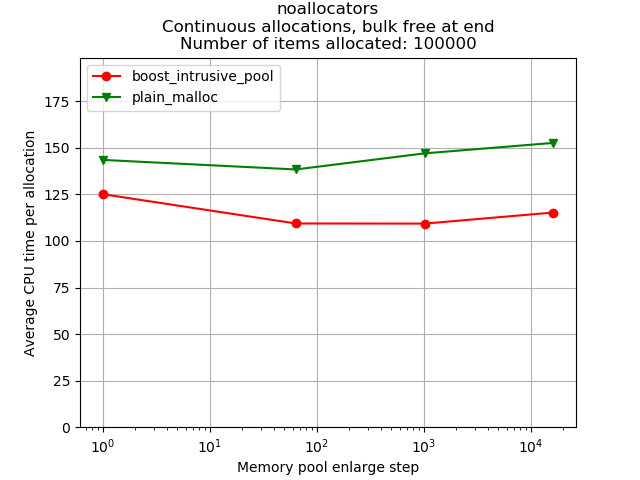 noallocators
Continuous allocations, bulk free at end
Number of items allocated: 100000
boost_intrusive_pool
plain_malloc
Average CPU time per allocation
175
150
125
100
75
50
25
0
10⁰
10¹
10²
10³
10⁴
Memory pool enlarge step